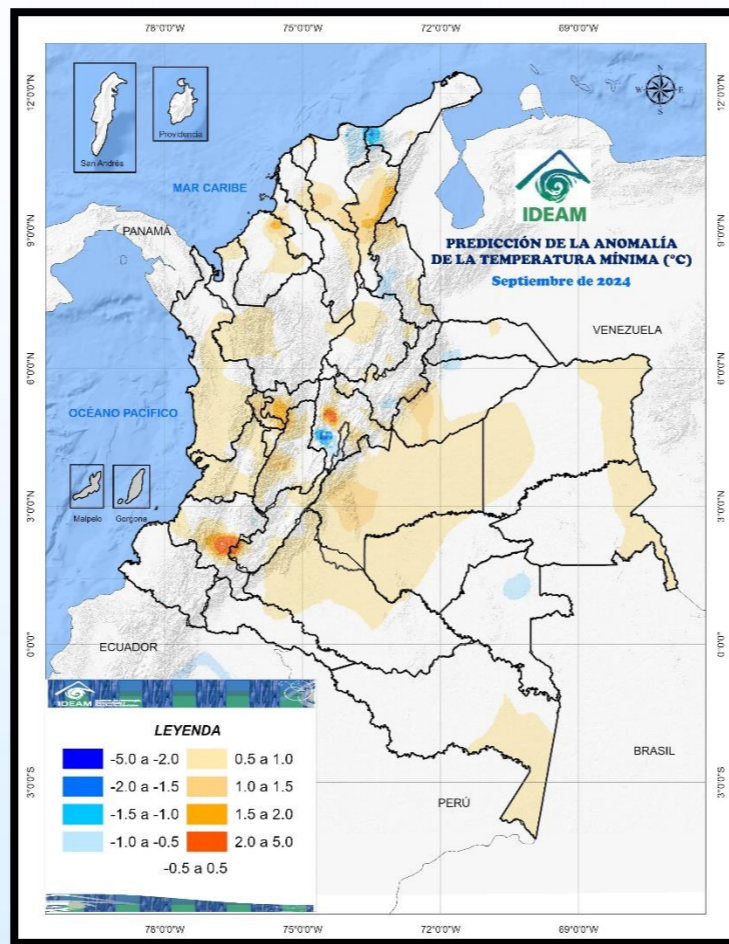 78°0'0"W 75°0'0"W 72°0'0"W 69°0'0"W
12°0'0"N 12°0'0"N
San Andrés
Providencia
MAR CARIBE
IDEAM
9°0'0"N 9°0'0"N
PANAMÁ
PREDICCIÓN DE LA ANOMALÍA
DE LA TEMPERATURA MÍNIMA (°C)
Septiembre de 2024
VENEZUELA
6°0'0"N 6°0'0"N
OCÉANO PACÍFICO
Malpelo
Gorgona
3°0'0"N 3°0'0"N
ECUADOR
0°0'0" 0°0'0"
IDEAM
LEYENDA
-5.0 a -2.0 0.5 a 1.0
-2.0 a -1.5 1.0 a 1.5
-1.5 a -1.0 1.5 a 2.0
-1.0 a -0.5 2.0 a 5.0
-0.5 a 0.5
BRASIL
PERÚ
3°0'0"S 3°0'0"S
78°0'0"W 75°0'0"W 72°0'0"W 69°0'0"W
N
W E
S